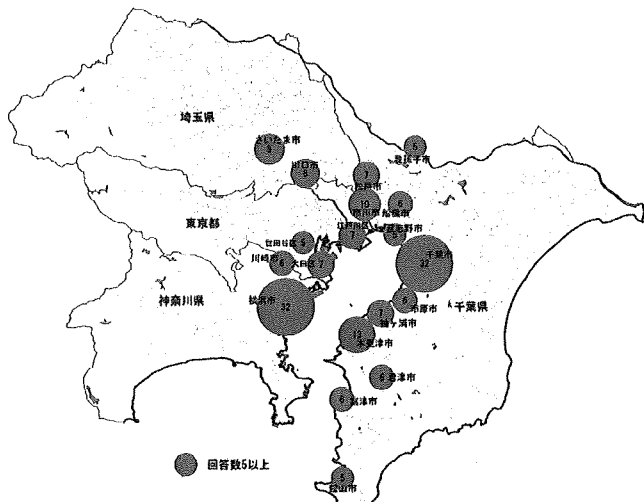 埼玉県
さいたま市
9
川口市
8
5
我孫子市
7
松戸市
10
市川市
6
船橋市
東京都
江戸川区
7
習志野市
世田谷区
5
川崎市
6
大田区
7
千葉市
32
神奈川県
横浜市
32
6
市原市
千葉県
7
袖ヶ浦市
13
木更津市
6
君津市
6
富津市
5
館山市
回答数5以上